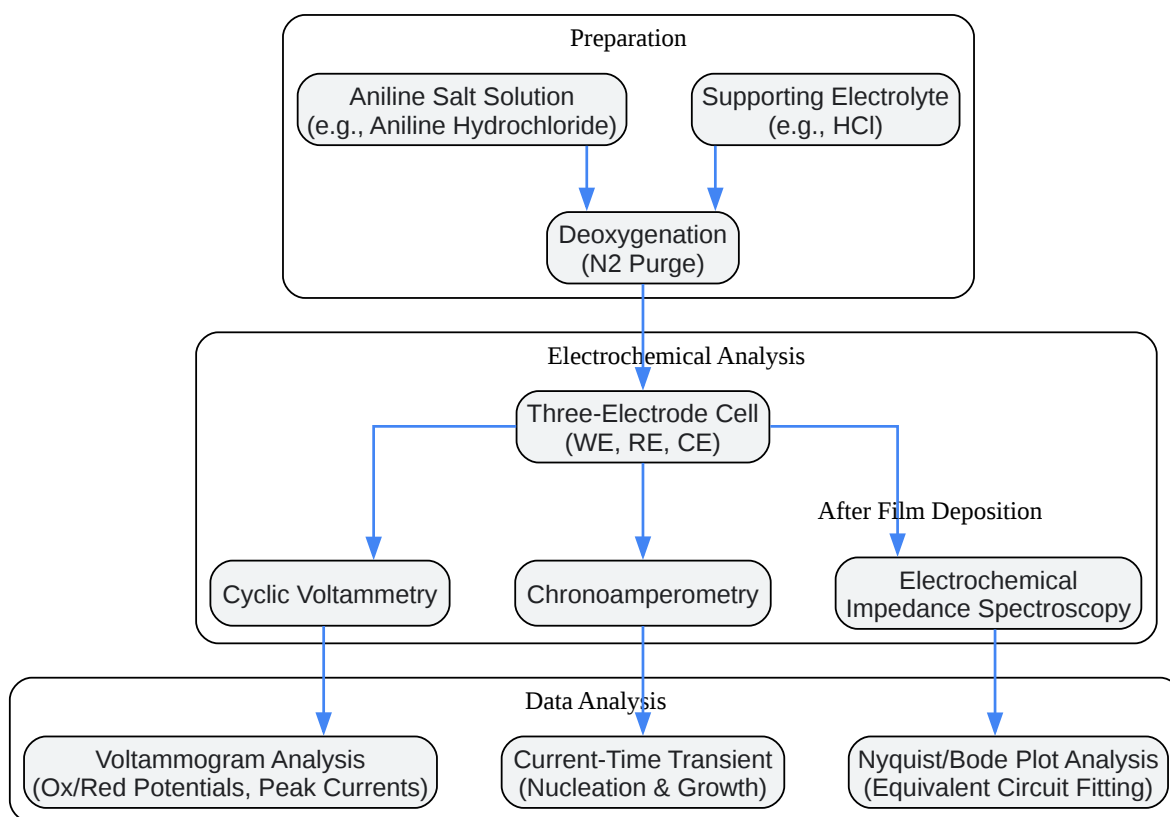 Preparation
Aniline Salt Solution
(e.g., Aniline Hydrochloride)
Supporting Electrolyte
(e.g., HCl)
Deoxygenation
(N2 Purge)
Electrochemical Analysis
Three-Electrode Cell
(WE, RE, CE)
After Film Deposition
Cyclic Voltammetry
Chronoamperometry
Electrochemical
Impedance Spectroscopy
Data Analysis
Voltammogram Analysis
(Ox/Red Potentials, Peak Currents)
Current-Time Transient
(Nucleation & Growth)
Nyquist/Bode Plot Analysis
(Equivalent Circuit Fitting)